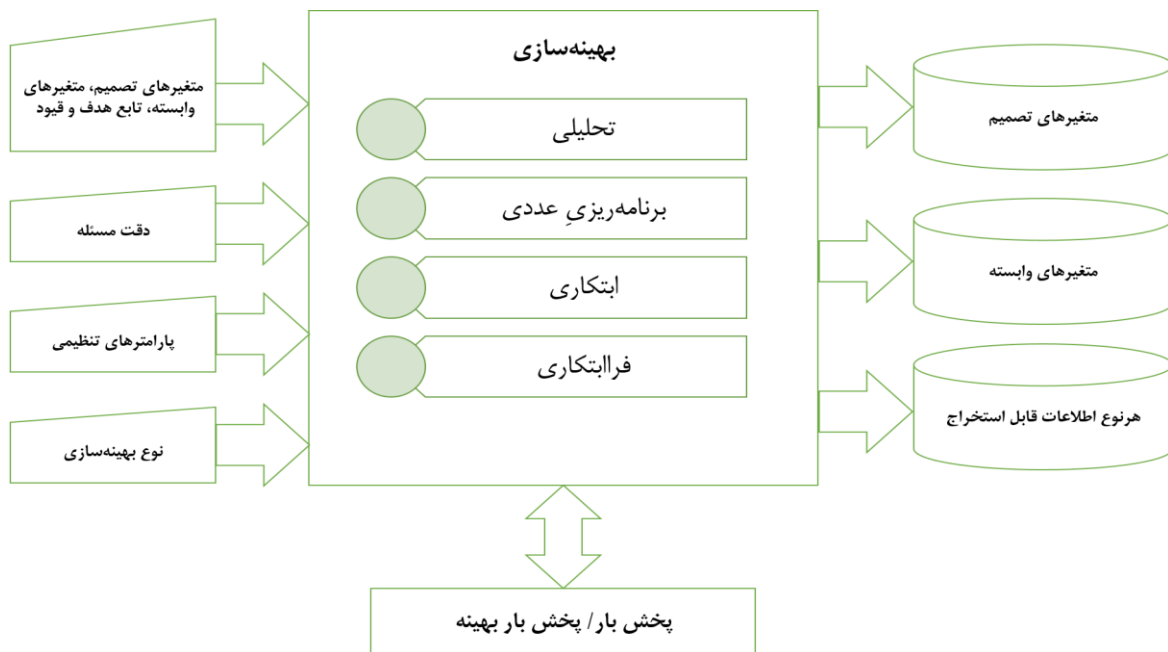 بهینه‌سازی
متغیرهای تصمیم، متغیرهای
وابسته، تابع هدف و قیود
دقت مسئله
پارامترهای تنظیمی
نوع بهینه‌سازی
تحلیلی
برنامه‌ریزیِ عددی
ابتکاری
فراابتکاری
متغیرهای تصمیم
متغیرهای وابسته
هرنوع اطلاعات قابل استخراج
پخش بار/ پخش بار بهینه